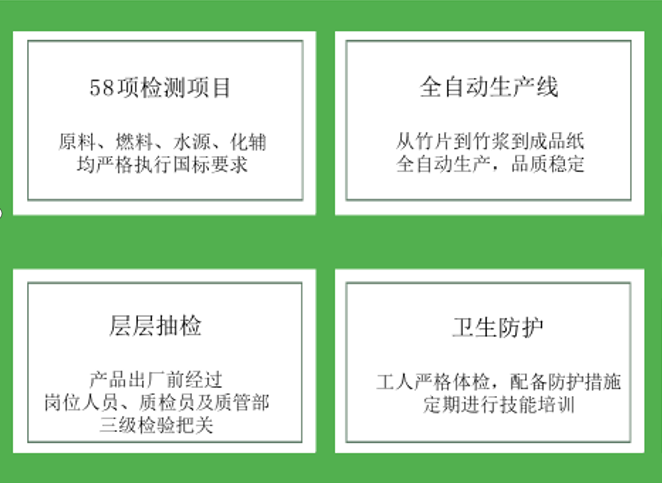 58项检测项目
原料、燃料、水源、化辅
均严格执行国标要求
全自动生产线
从竹片到竹浆到成品纸
全自动生产，品质稳定
层层抽检
产品出厂前经过
岗位人员、质检员及质管部
三级检验把关
卫生防护
工人严格体检，配备防护措施
定期进行技能培训